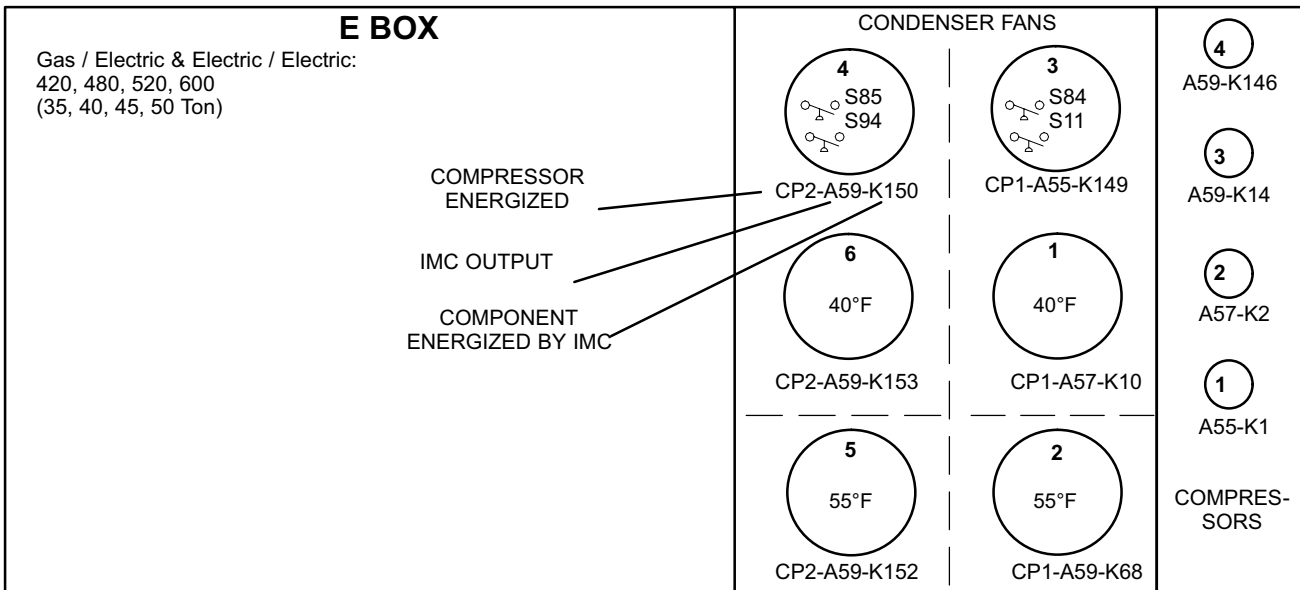 E BOX
Gas / Electric & Electric / Electric:
420, 480, 520, 600
(35, 40, 45, 50 Ton)
COMPRESSOR
ENERGIZED
IMC OUTPUT
COMPONENT
ENERGIZED BY IMC
CONDENSER FANS
4
S85
S94
CP2-A59-K150
3
S84
S11
CP1-A55-K149
6
40°F
CP2-A59-K153
1
40°F
CP1-A57-K10
5
55°F
CP2-A59-K152
2
55°F
CP1-A59-K68
4
A59-K146
3
A59-K14
2
A57-K2
1
A55-K1
COMPRES-
SORS